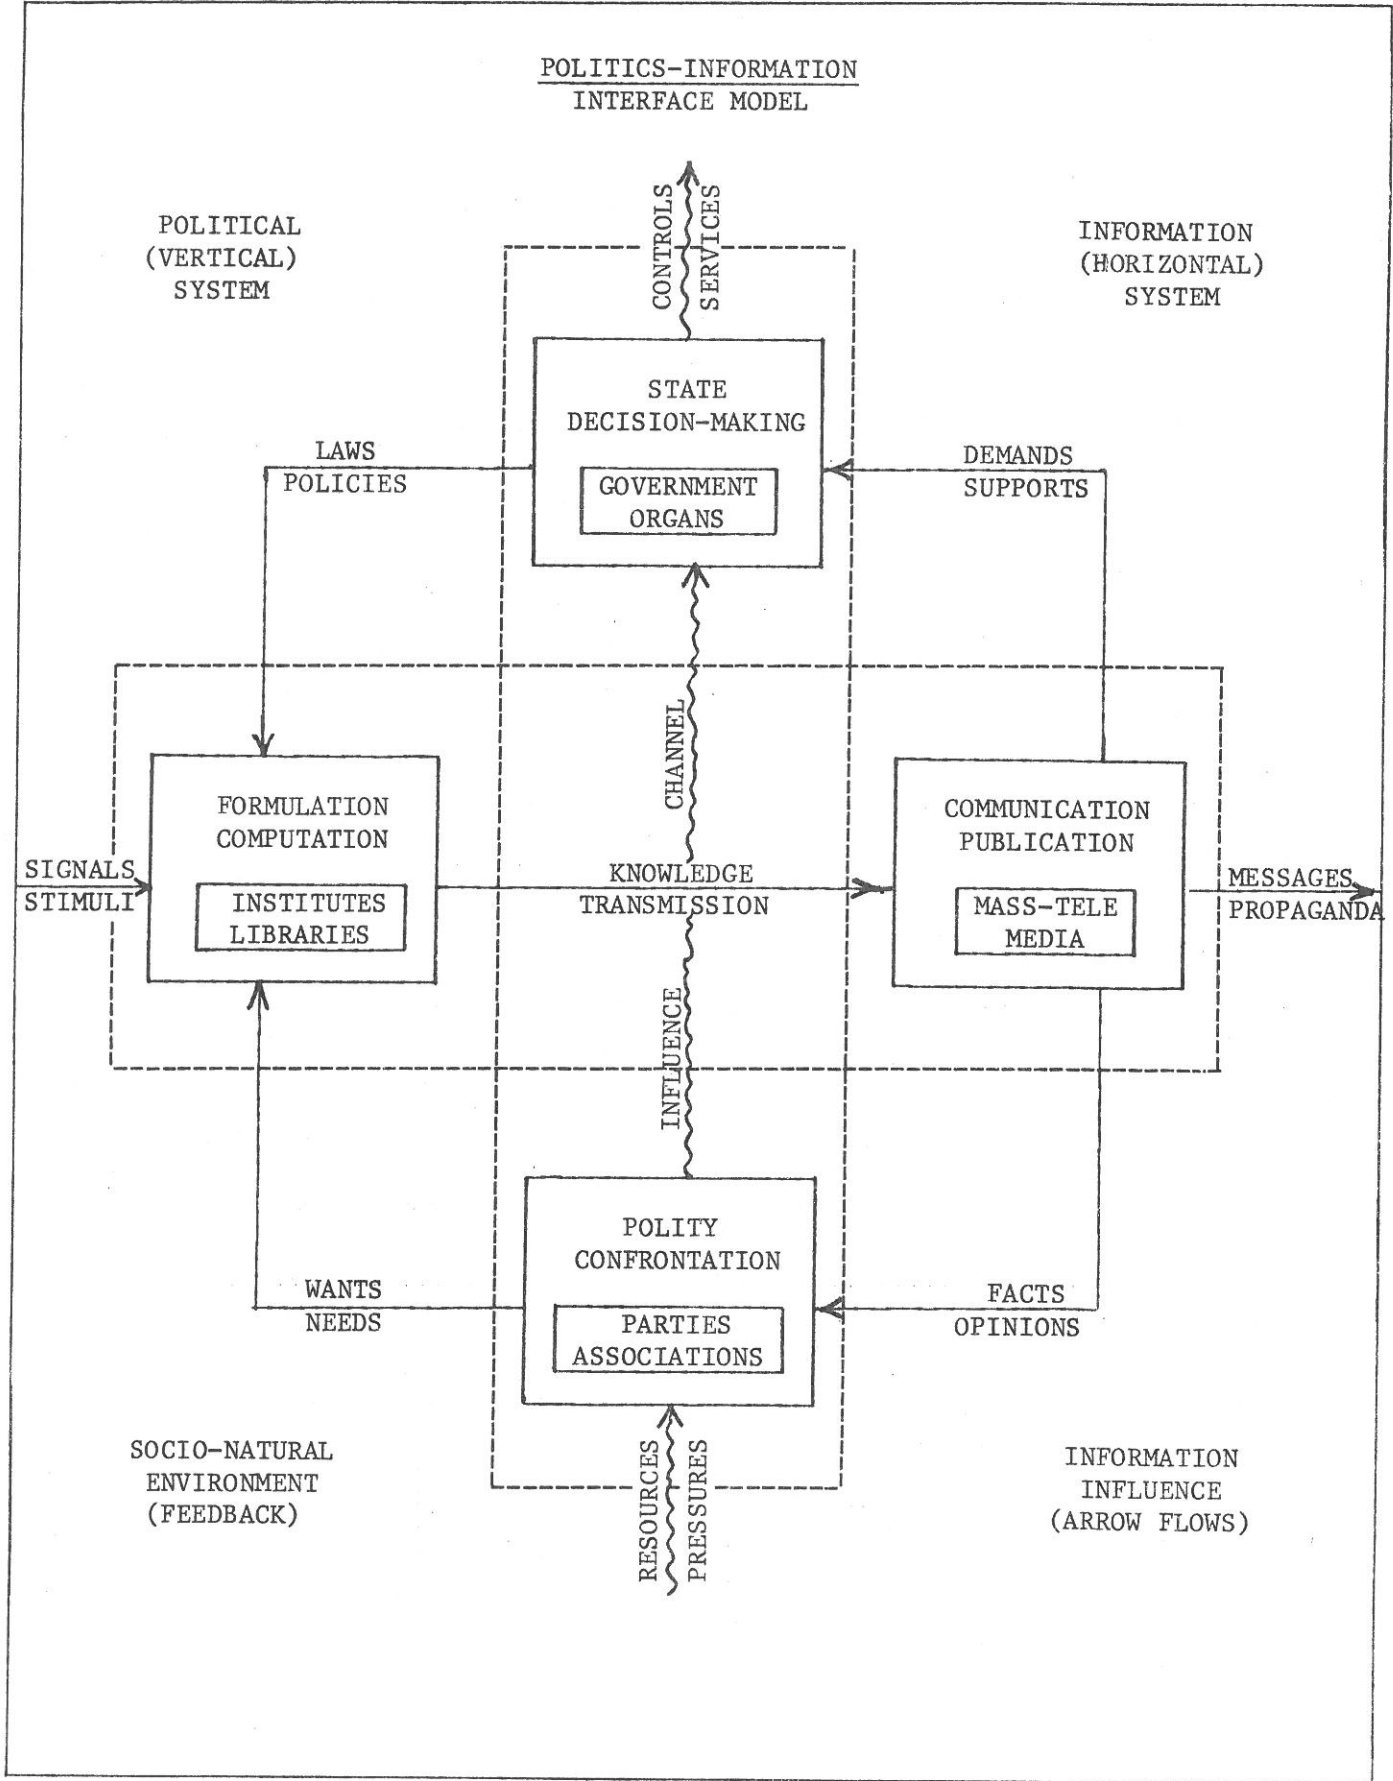 POLITICS-INFORMATION
INTERFACE MODEL
CONTROLS
SERVICES
POLITICAL
(VERTICAL)
SYSTEM
INFORMATION
(HORIZONTAL)
SYSTEM
STATE
DECISION-MAKING
GOVERNMENT
ORGANS
LAWS
POLICIES
DEMANDS
SUPPORTS
CHANNEL
FORMULATION
COMPUTATION
INSTITUTES
LIBRARIES
SIGNALS
STIMULI
KNOWLEDGE
TRANSMISSION
COMMUNICATION
PUBLICATION
MASS-TELE
MEDIA
MESSAGES
PROPAGANDA
INFLUENCE
POLITY
CONFRONTATION
PARTIES
ASSOCIATIONS
WANTS
NEEDS
FACTS
OPINIONS
RESOURCES
PRESSURES
SOCIO-NATURAL
ENVIRONMENT
(FEEDBACK)
INFORMATION
INFLUENCE
(ARROW FLOWS)